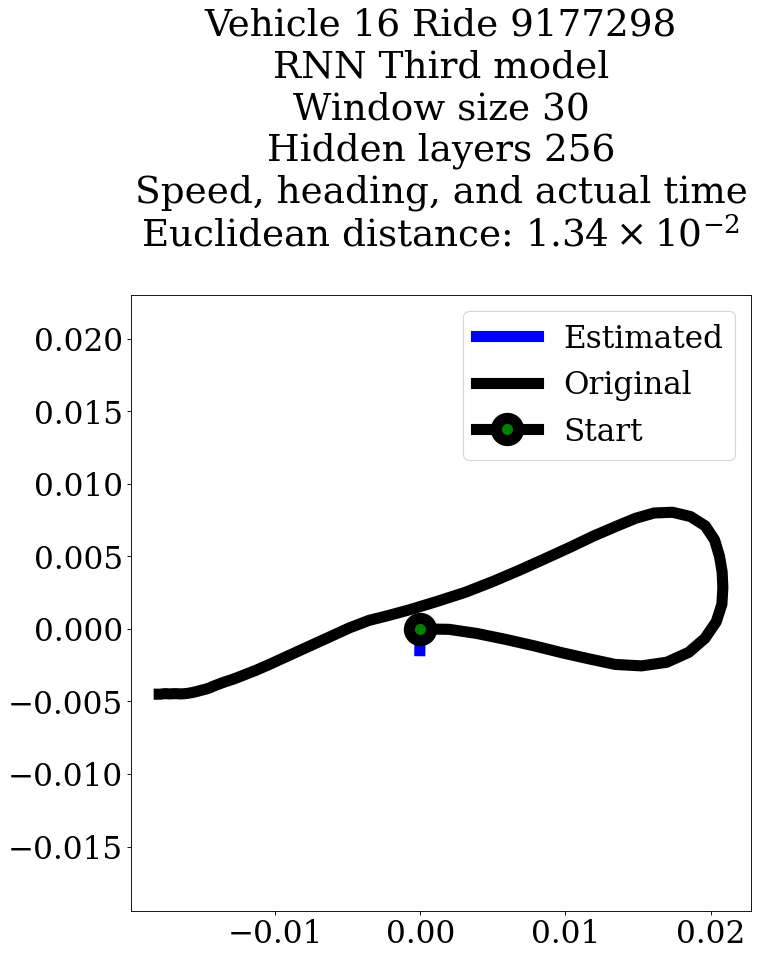 Vehicle 16 Ride 9177298
RNN Third model
Window size 30
Hidden layers 256
Speed, heading, and actual time
Euclidean distance: 1.34 × 10⁻²
Estimated
Original
Start
0.020
0.015
0.010
0.005
0.000
−0.005
−0.010
−0.015
−0.01 0.00 0.01 0.02